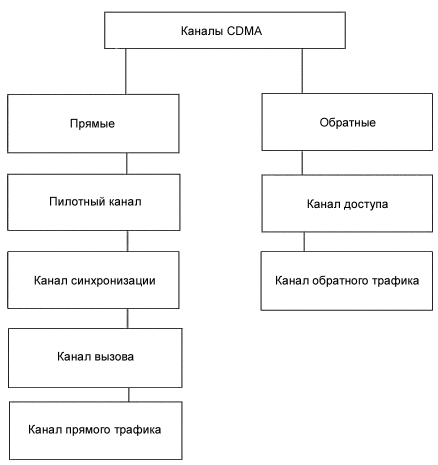 Каналы CDMA
Прямые
Обратные
Пилотный канал
Канал доступа
Канал синхронизации
Канал обратного трафика
Канал вызова
Канал прямого трафика